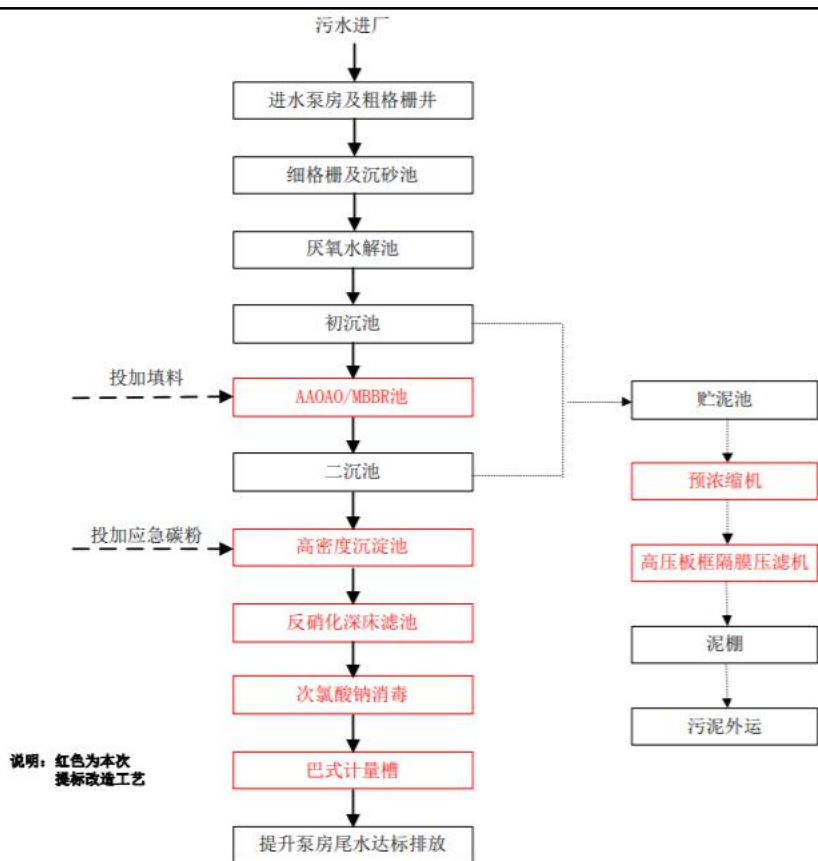 污水进厂
进水泵房及粗格栅井
细格栅及沉砂池
厌氧水解池
初沉池
投加填料
AAOAO/MBBR池
贮泥池
二沉池
预浓缩机
投加应急碳粉
高密度沉淀池
高压板框隔膜压滤机
反硝化深床滤池
泥棚
次氯酸钠消毒
污泥外运
说明：红色为本次
提标改造工艺
巴式计量槽
提升泵房尾水达标排放